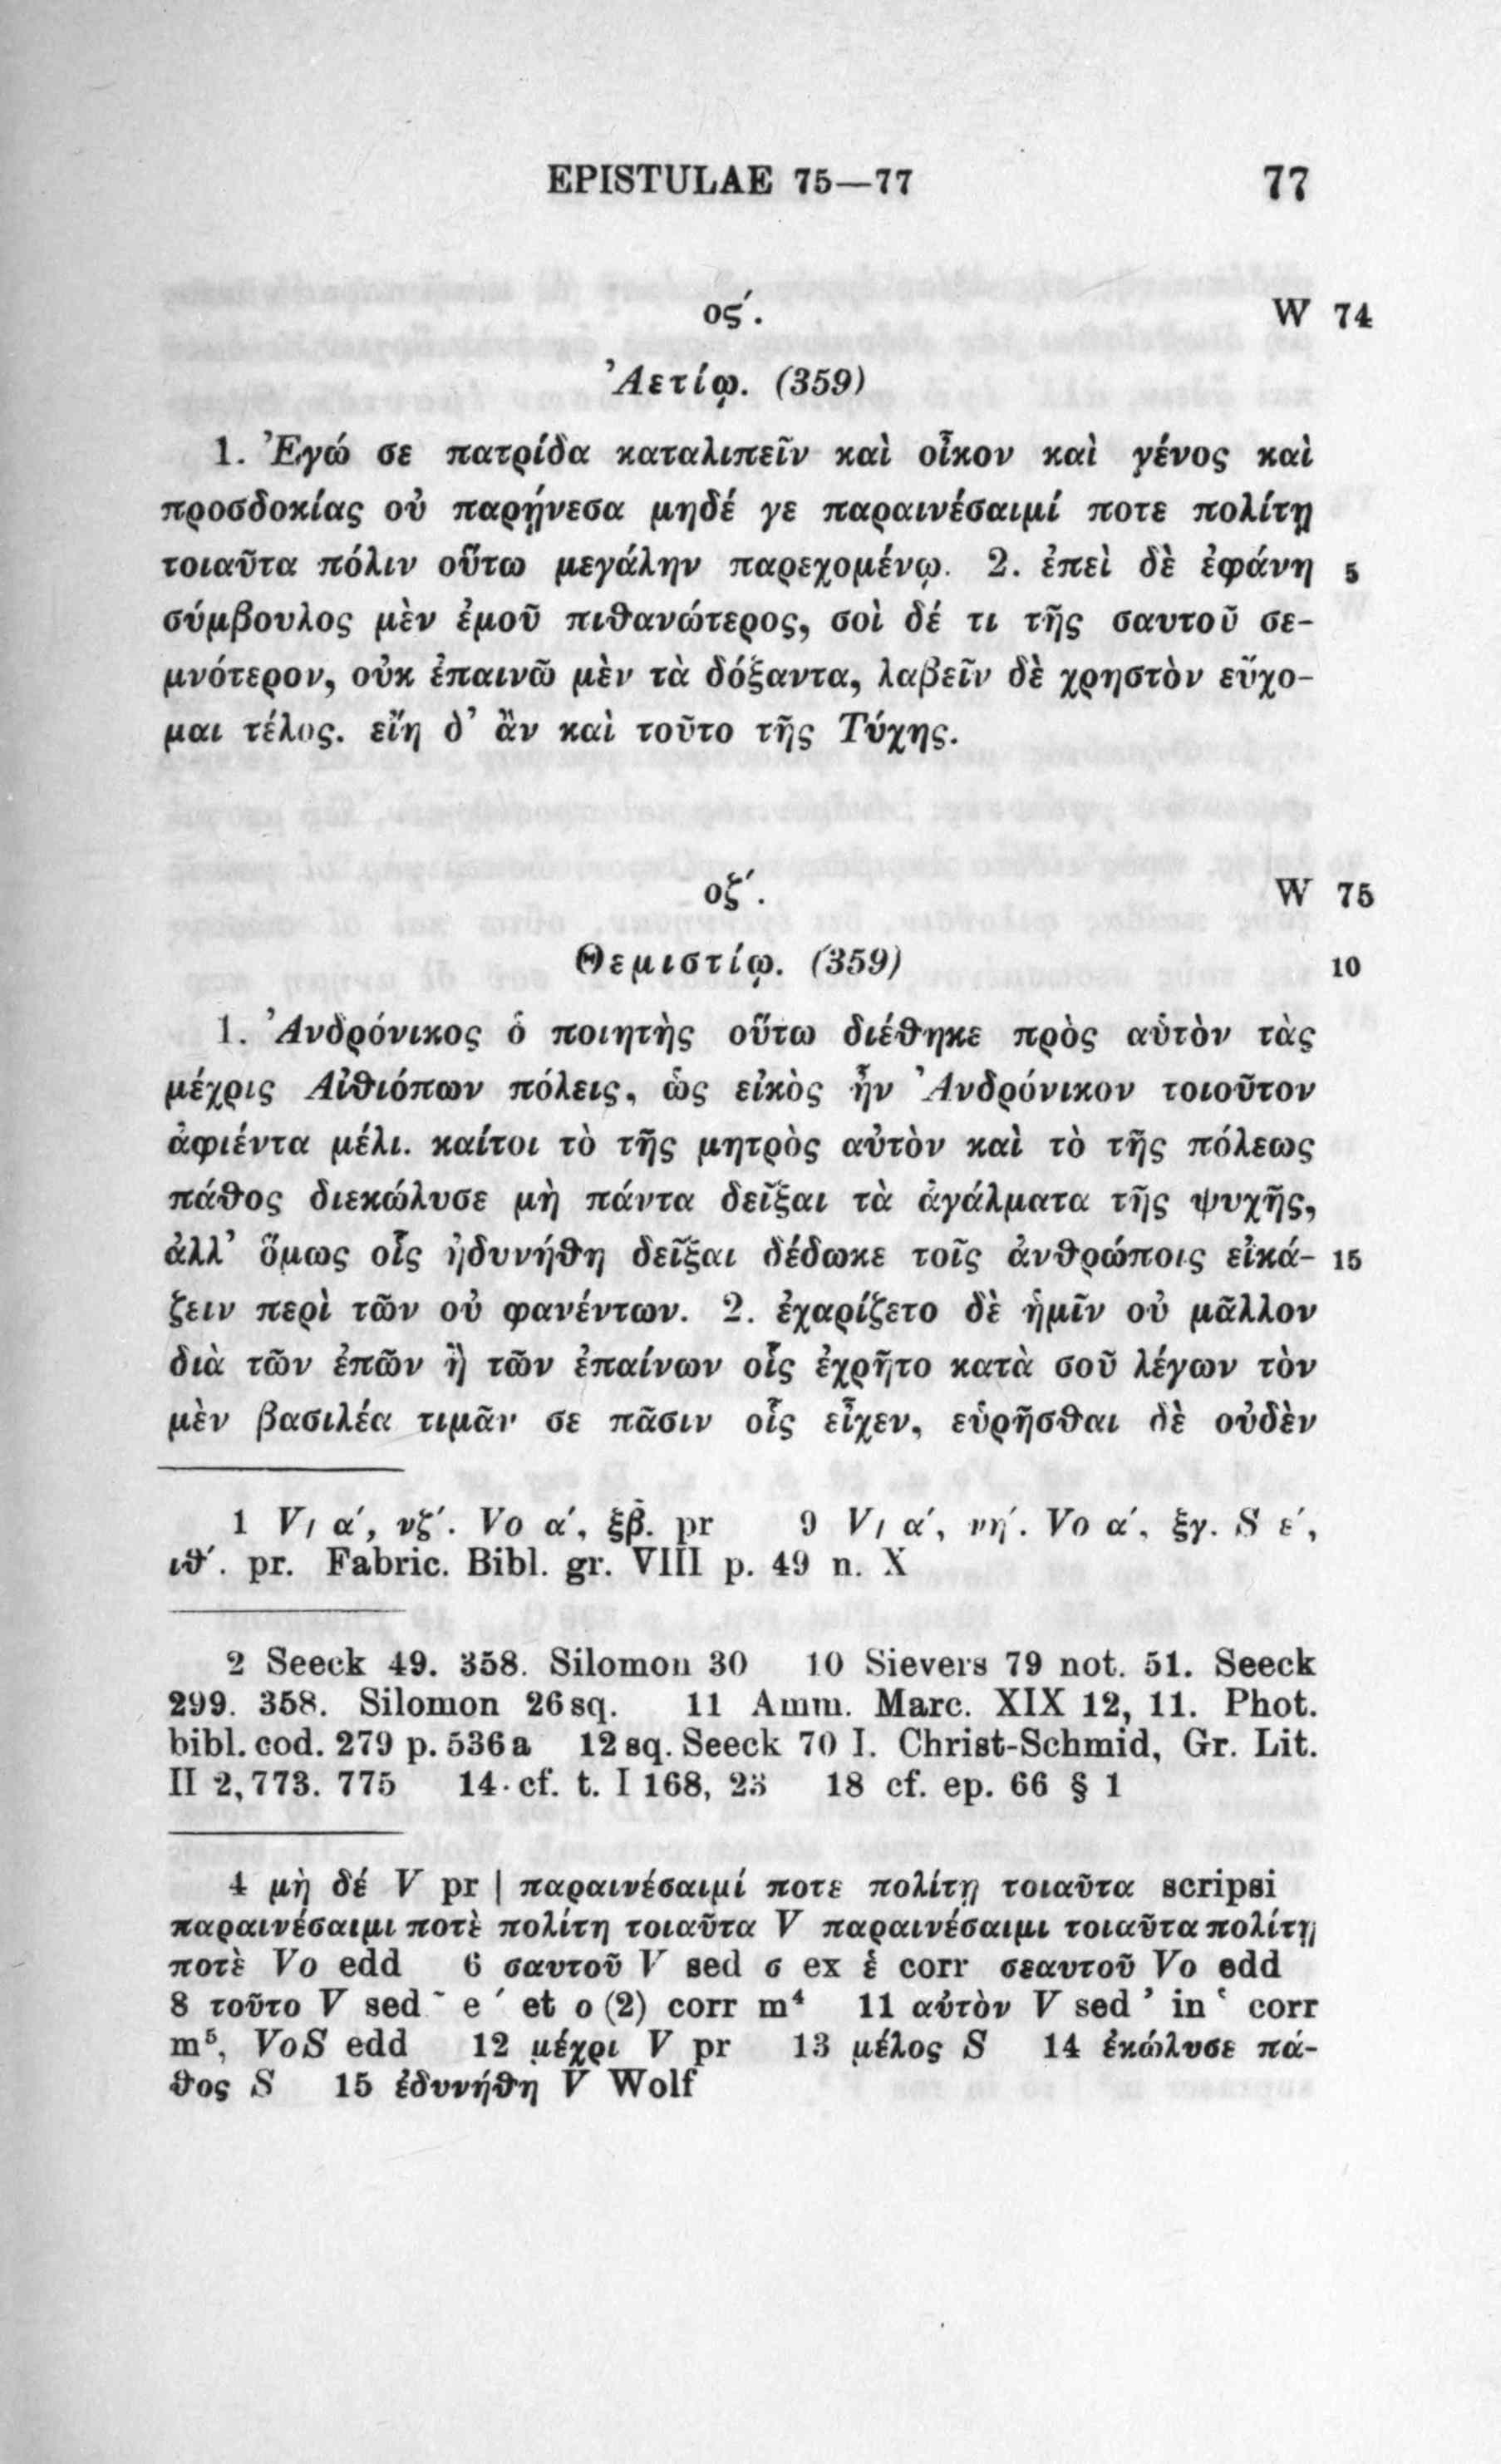 EPISTULAE 75—77 77
ος΄. W 74
Ἀετίῳ. (359)
1. Ἐγώ σε πατρίδα καταλιπεῖν καὶ οἶκον καὶ γένος καὶ
προσδοκίας οὐ παρῄνεσα μηδέ γε παραινέσαιμί ποτε πολίτῃ
τοιαῦτα πόλιν οὕτω μεγάλην παρεχομένῳ. 2. ἐπεὶ δὲ ἐφάνη 5
σύμβουλος μὲν ἐμοῦ πιθανώτερος, σοὶ δέ τι τῆς σαυτοῦ σε-
μνότερον, οὐκ ἐπαινῶ μὲν τὰ δόξαντα, λαβεῖν δὲ χρηστὸν εὔχο-
μαι τέλος. εἴη δ’ ἂν καὶ τοῦτο τῆς Τύχης.
οζ΄. W 75
Θεμιστίῳ. (359) 10
1. Ἀνδρόνικος ὁ ποιητὴς οὕτω διέθηκε πρὸς αὑτὸν τὰς
μέχρις Αἰθιόπων πόλεις, ὡς εἰκὸς ἦν Ἀνδρόνικον τοιοῦτον
ἀφιέντα μέλι. καίτοι τὸ τῆς μητρὸς αὐτὸν καὶ τὸ τῆς πόλεως
πάθος διεκώλυσε μὴ πάντα δεῖξαι τὰ ἀγάλματα τῆς ψυχῆς,
ἀλλ’ ὅμως οἷς ἠδυνήθη δεῖξαι δέδωκε τοῖς ἀνθρώποις εἰκά- 15
ζειν περὶ τῶν οὐ φανέντων. 2. ἐχαρίζετο δὲ ἡμῖν οὐ μᾶλλον
διὰ τῶν ἐπῶν ἢ τῶν ἐπαίνων οἷς ἐχρῆτο κατὰ σοῦ λέγων τὸν
μὲν βασιλέα τιμᾶν σε πᾶσιν οἷς εἶχεν, εὑρῆσθαι δὲ οὐδὲν
1 V I α΄, νζ΄. Vo α΄, ξβ. pr 9 V I α΄, νη΄. Vo α΄, ξγ. S ε΄,
ιθ΄. pr. Fabric. Bibl. gr. VIII p. 49 n. X
2 Seeck 49. 358. Silomon 30 10 Sievers 79 not. 51. Seeck
299. 358. Silomon 26 sq. 11 Amm. Marc. XIX 12, 11. Phot.
bibl. cod. 279 p. 536 a 12 sq. Seeck 70 I. Christ-Schmid, Gr. Lit.
II 2, 773. 775 14 cf. t. I 168, 23 18 cf. ep. 66 § 1
4 μὴ δέ V pr | παραινέσαιμί ποτε πολίτῃ τοιαῦτα scripsi
παραινέσαιμι ποτὲ πολίτη τοιαῦτα V παραινέσαιμι τοιαῦτα πολίτῃ
ποτὲ Vo edd 6 σαυτοῦ V sed σ ex ἑ corr σεαυτοῦ Vo edd
8 τοῦτο V sed ῀ e ΄ et ο (2) corr m⁴ 11 αὐτὸν V sed ’ in ‛ corr
m⁵, VoS edd 12 μέχρι V pr 13 μέλος S 14 ἐκώλυσε πά-
θος S 15 ἐδυνήθη V Wolf